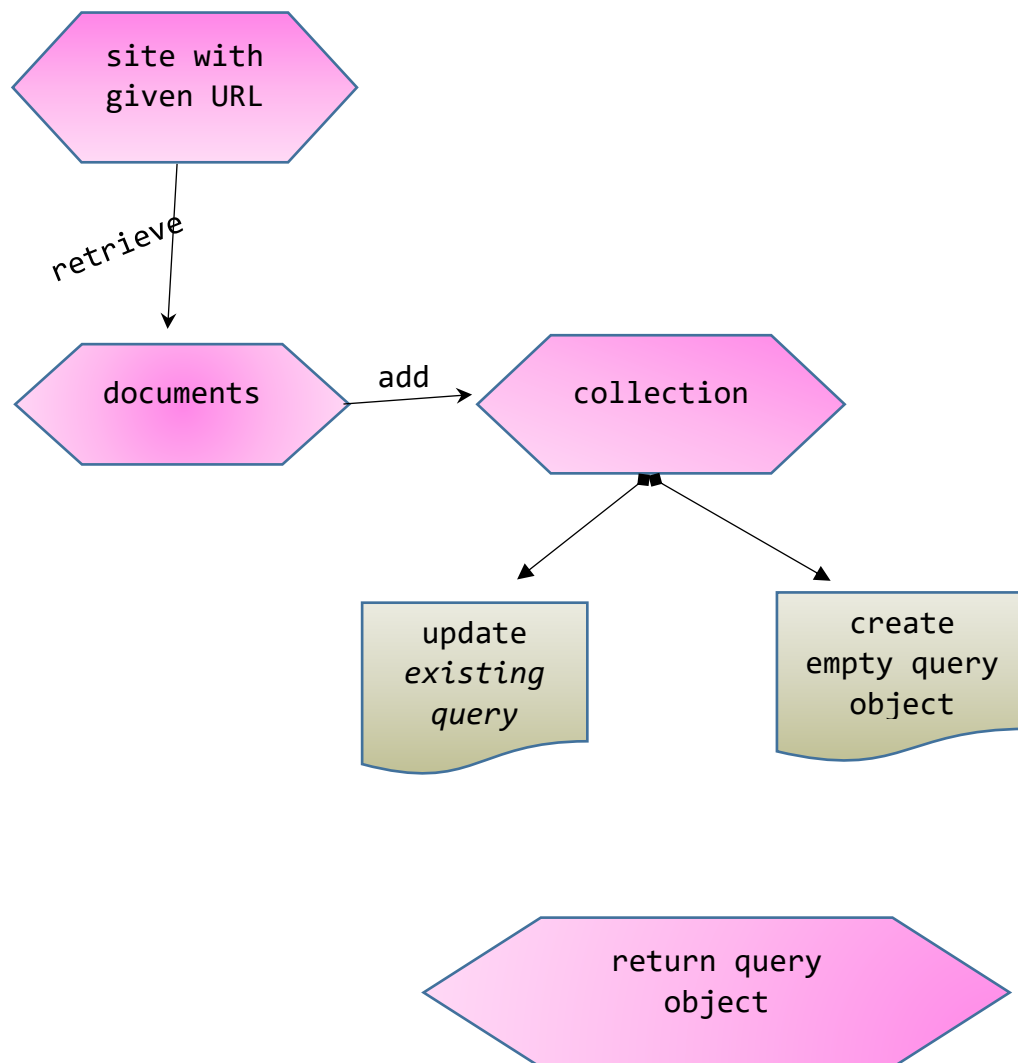 site with
given URL
retrieve
documents
add
collection
update
existing
query
create
empty query
object
return query
object